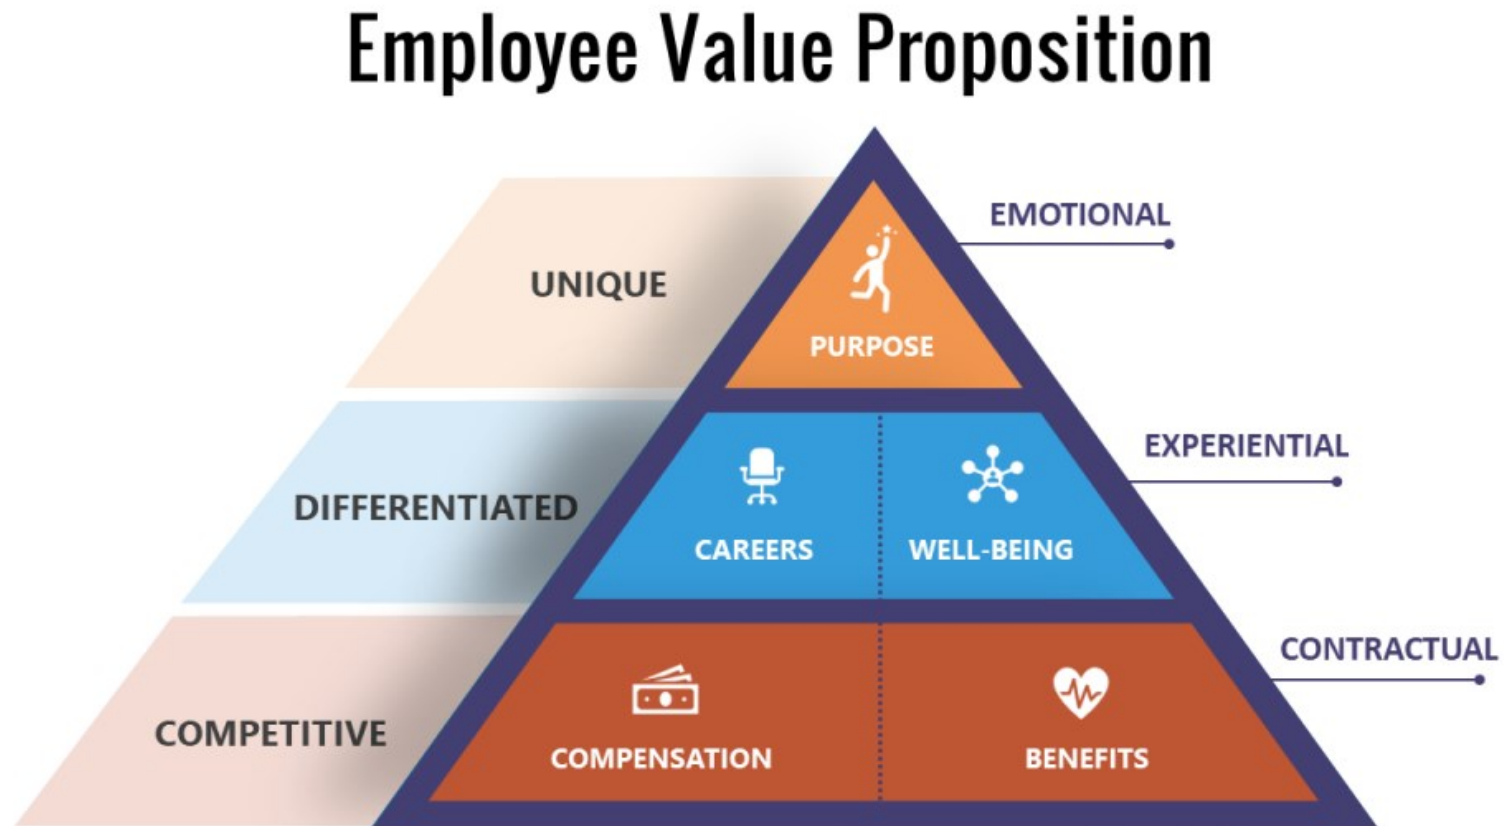 Employee Value Proposition
EMOTIONAL
UNIQUE
PURPOSE
EXPERIENTIAL
DIFFERENTIATED
CAREERS
WELL-BEING
CONTRACTUAL
COMPETITIVE
COMPENSATION
BENEFITS